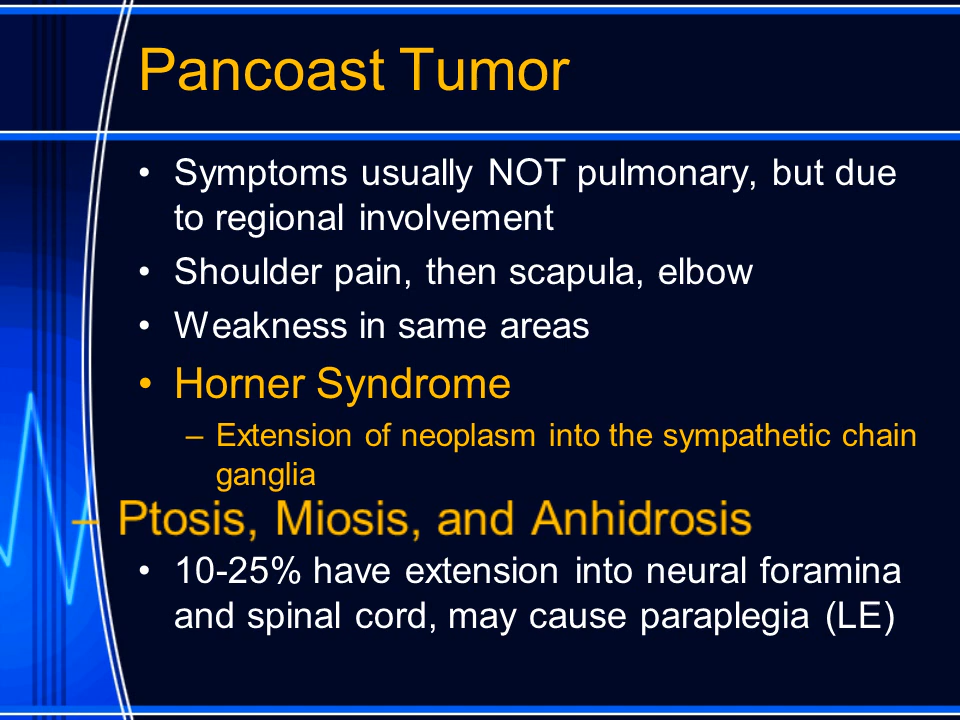 Pancoast Tumor
• Symptoms usually NOT pulmonary, but due
to regional involvement
• Shoulder pain, then scapula, elbow
• Weakness in same areas
• Horner Syndrome
– Extension of neoplasm into the sympathetic chain
ganglia
– Ptosis, Miosis, and Anhidrosis
• 10-25% have extension into neural foramina
and spinal cord, may cause paraplegia (LE)